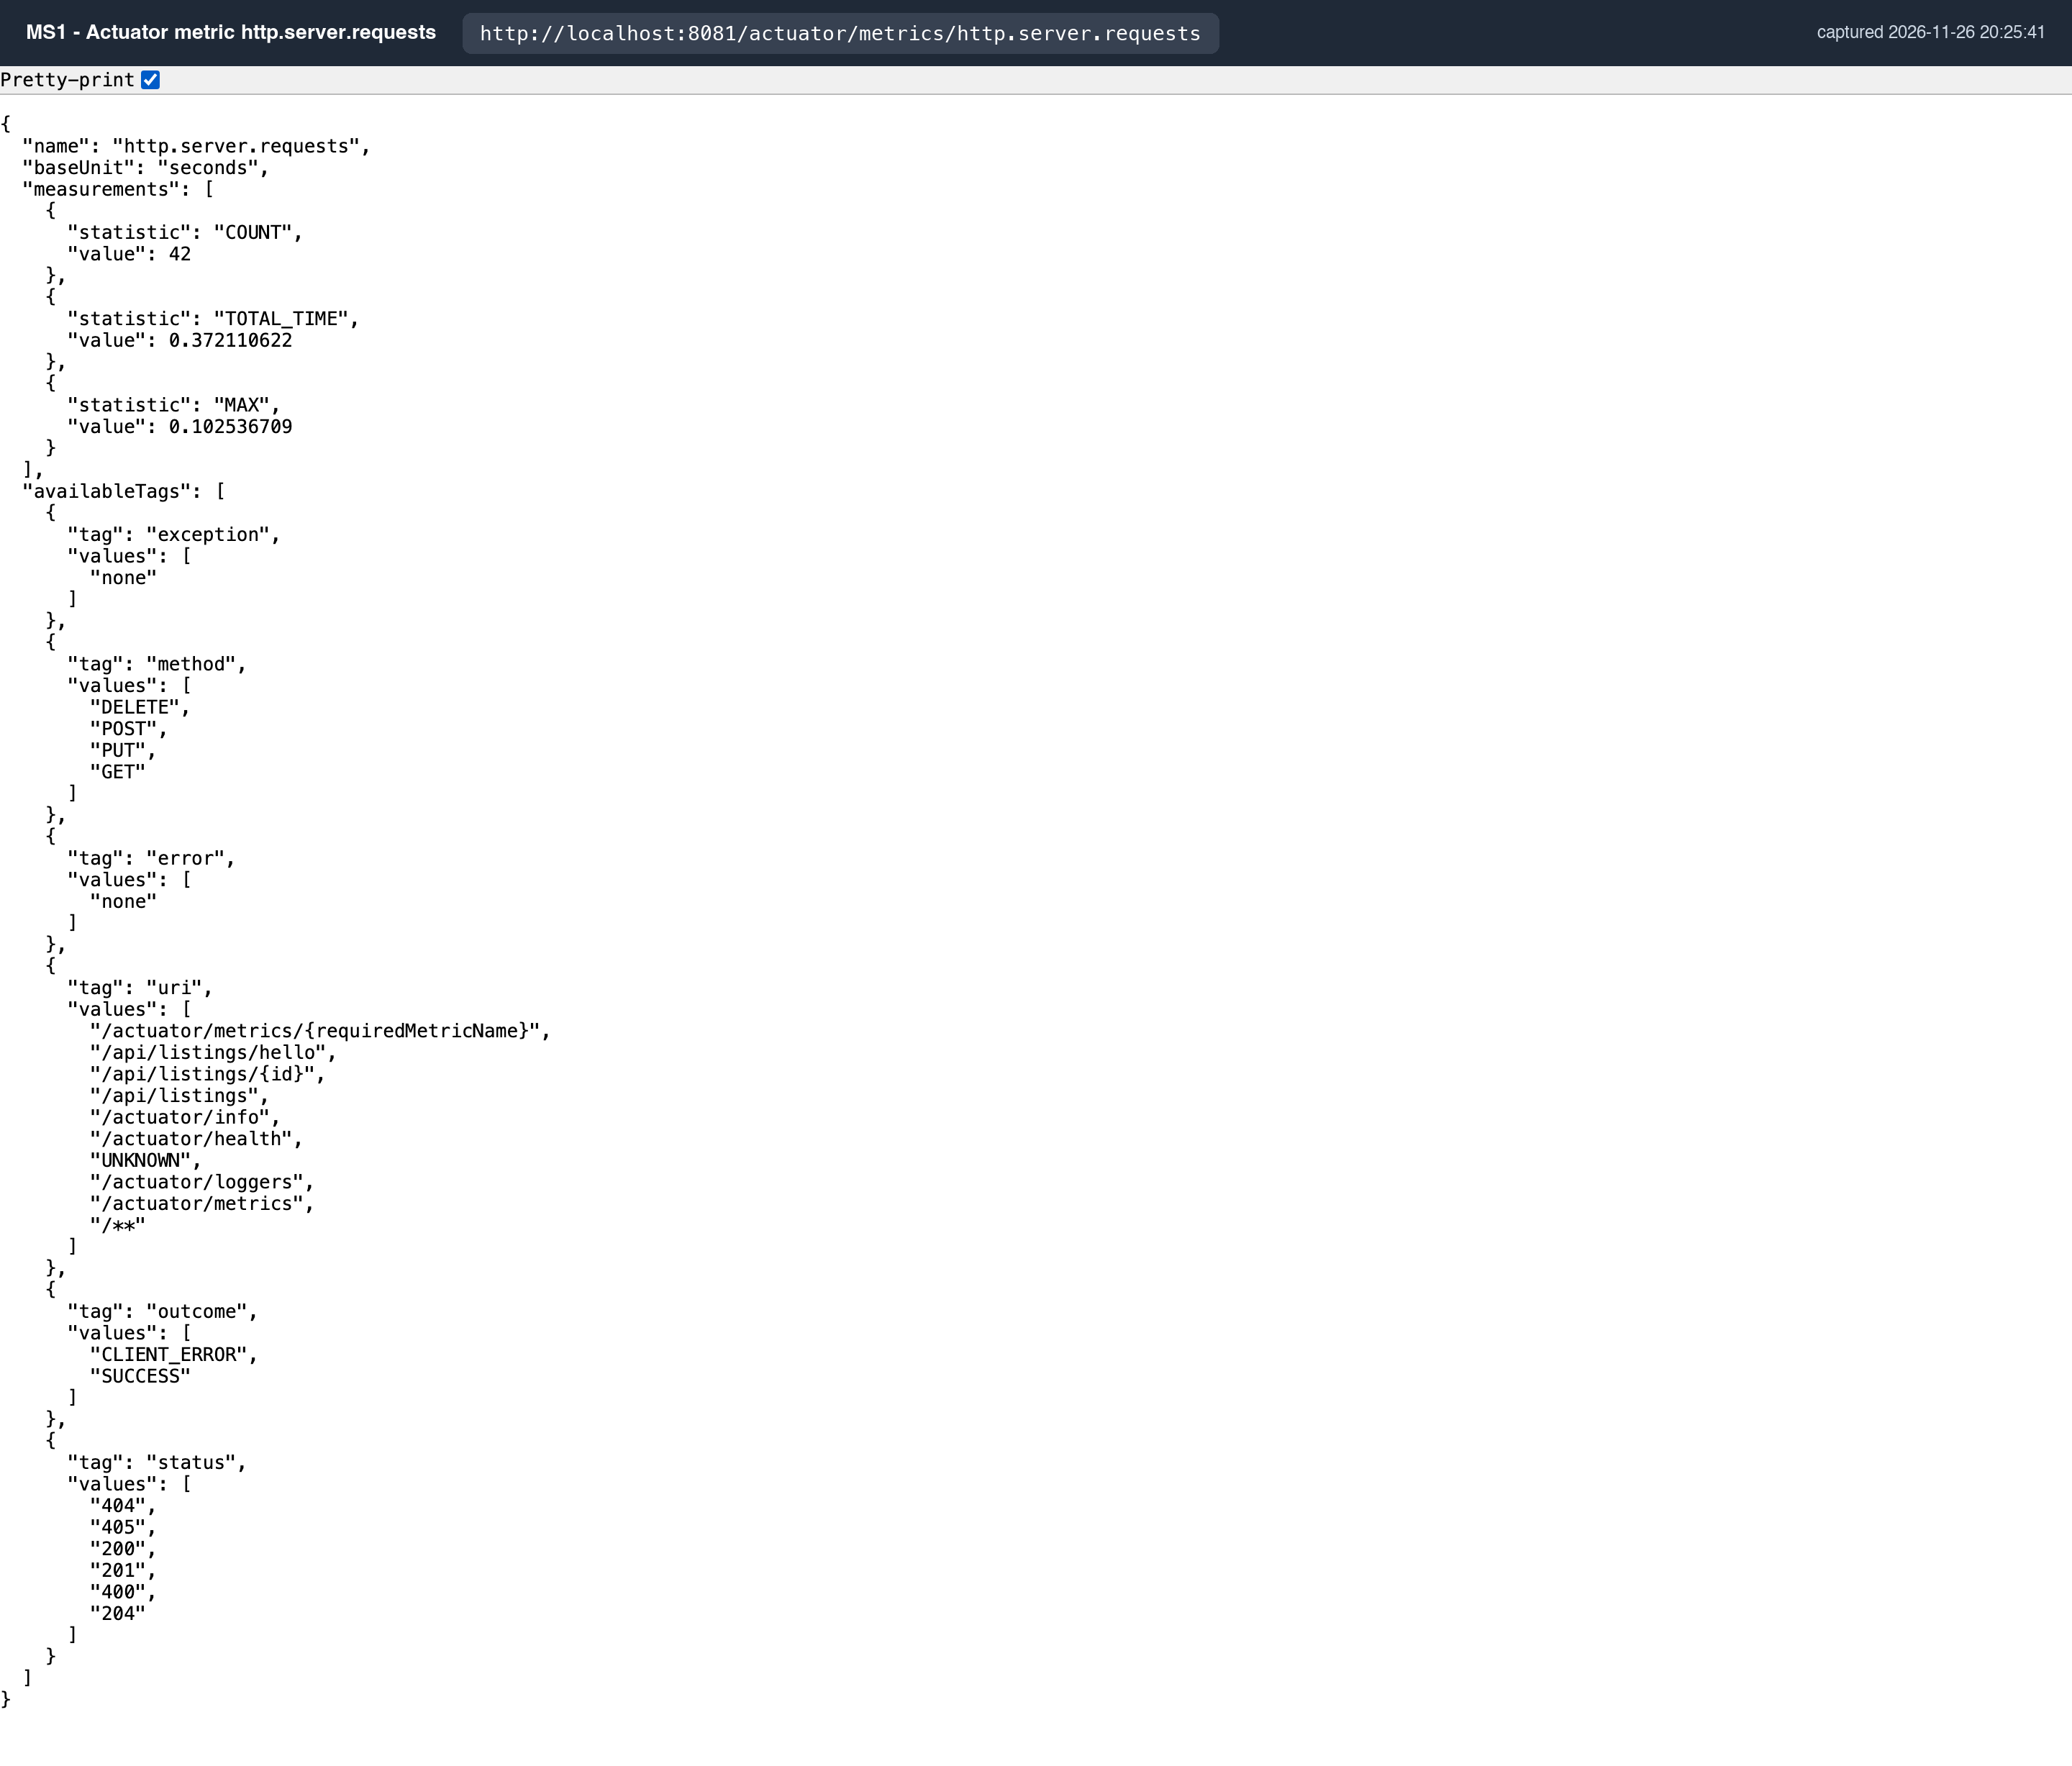 MS1 - Actuator metric http.server.requests http://localhost:8081/actuator/metrics/http.server.requests captured 2026-11-26 20:25:41
Pretty-print
{
  "name": "http.server.requests",
  "baseUnit": "seconds",
  "measurements": [
    {
      "statistic": "COUNT",
      "value": 42
    },
    {
      "statistic": "TOTAL_TIME",
      "value": 0.372110622
    },
    {
      "statistic": "MAX",
      "value": 0.102536709
    }
  ],
  "availableTags": [
    {
      "tag": "exception",
      "values": [
        "none"
      ]
    },
    {
      "tag": "method",
      "values": [
        "DELETE",
        "POST",
        "PUT",
        "GET"
      ]
    },
    {
      "tag": "error",
      "values": [
        "none"
      ]
    },
    {
      "tag": "uri",
      "values": [
        "/actuator/metrics/{requiredMetricName}",
        "/api/listings/hello",
        "/api/listings/{id}",
        "/api/listings",
        "/actuator/info",
        "/actuator/health",
        "UNKNOWN",
        "/actuator/loggers",
        "/actuator/metrics",
        "/**"
      ]
    },
    {
      "tag": "outcome",
      "values": [
        "CLIENT_ERROR",
        "SUCCESS"
      ]
    },
    {
      "tag": "status",
      "values": [
        "404",
        "405",
        "200",
        "201",
        "400",
        "204"
      ]
    }
  ]
}